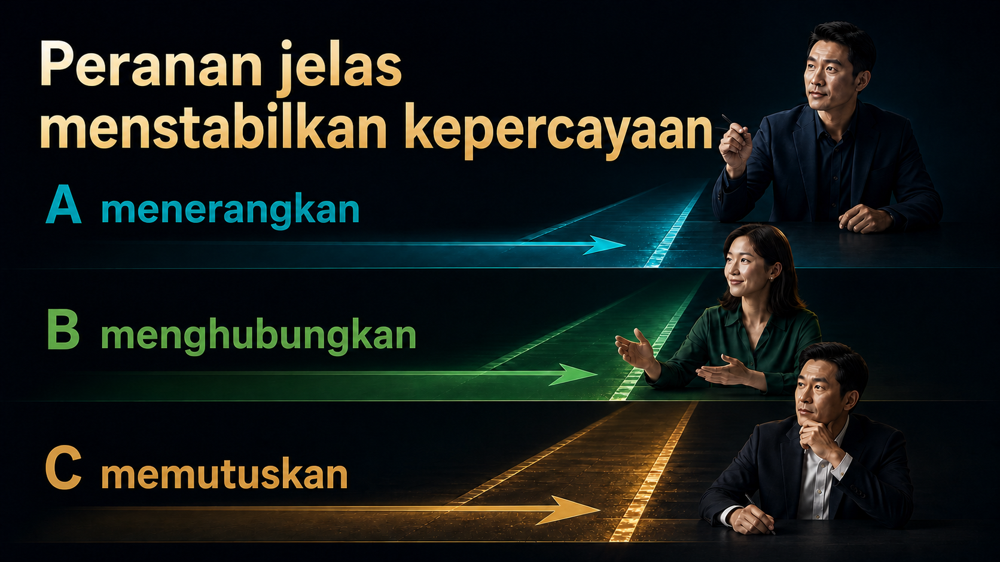 Peranan jelas
menstabilkan kepercayaan
A menerangkan
B menghubungkan
C memutuskan